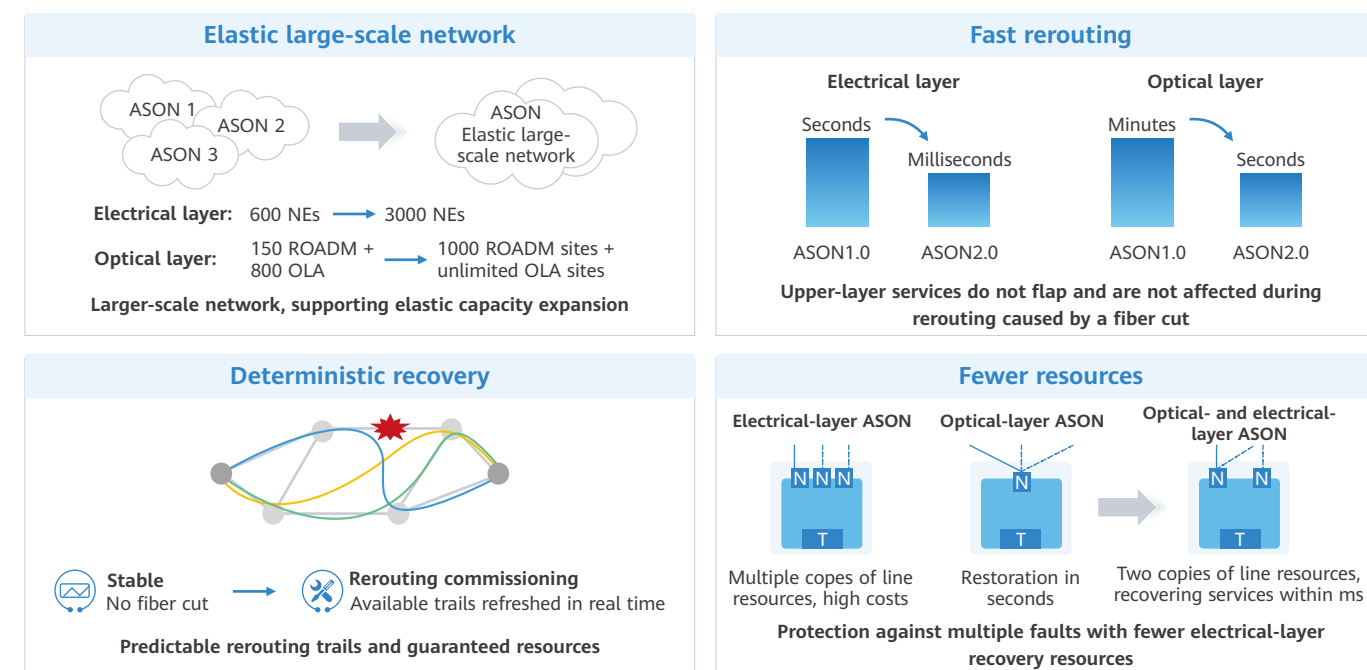 Elastic large-scale network
ASON 1
ASON 2
ASON 3
ASON
Elastic large-
scale network
Electrical layer: 600 NEs 3000 NEs
Optical layer: 150 ROADM +
800 OLA
1000 ROADM sites +
unlimited OLA sites
Larger-scale network, supporting elastic capacity expansion
Fast rerouting
Electrical layer
Seconds
Milliseconds
ASON1.0 ASON2.0
Optical layer
Minutes
Seconds
ASON1.0 ASON2.0
Upper-layer services do not flap and are not affected during
rerouting caused by a fiber cut
Deterministic recovery
Stable
No fiber cut
Rerouting commissioning
Available trails refreshed in real time
Predictable rerouting trails and guaranteed resources
Fewer resources
Electrical-layer ASON
N N N
T
Multiple copies of line
resources, high costs
Optical-layer ASON
N
T
Restoration in
seconds
Optical- and electrical-
layer ASON
N N
T
Two copies of line resources,
recovering services within ms
Protection against multiple faults with fewer electrical-layer
recovery resources